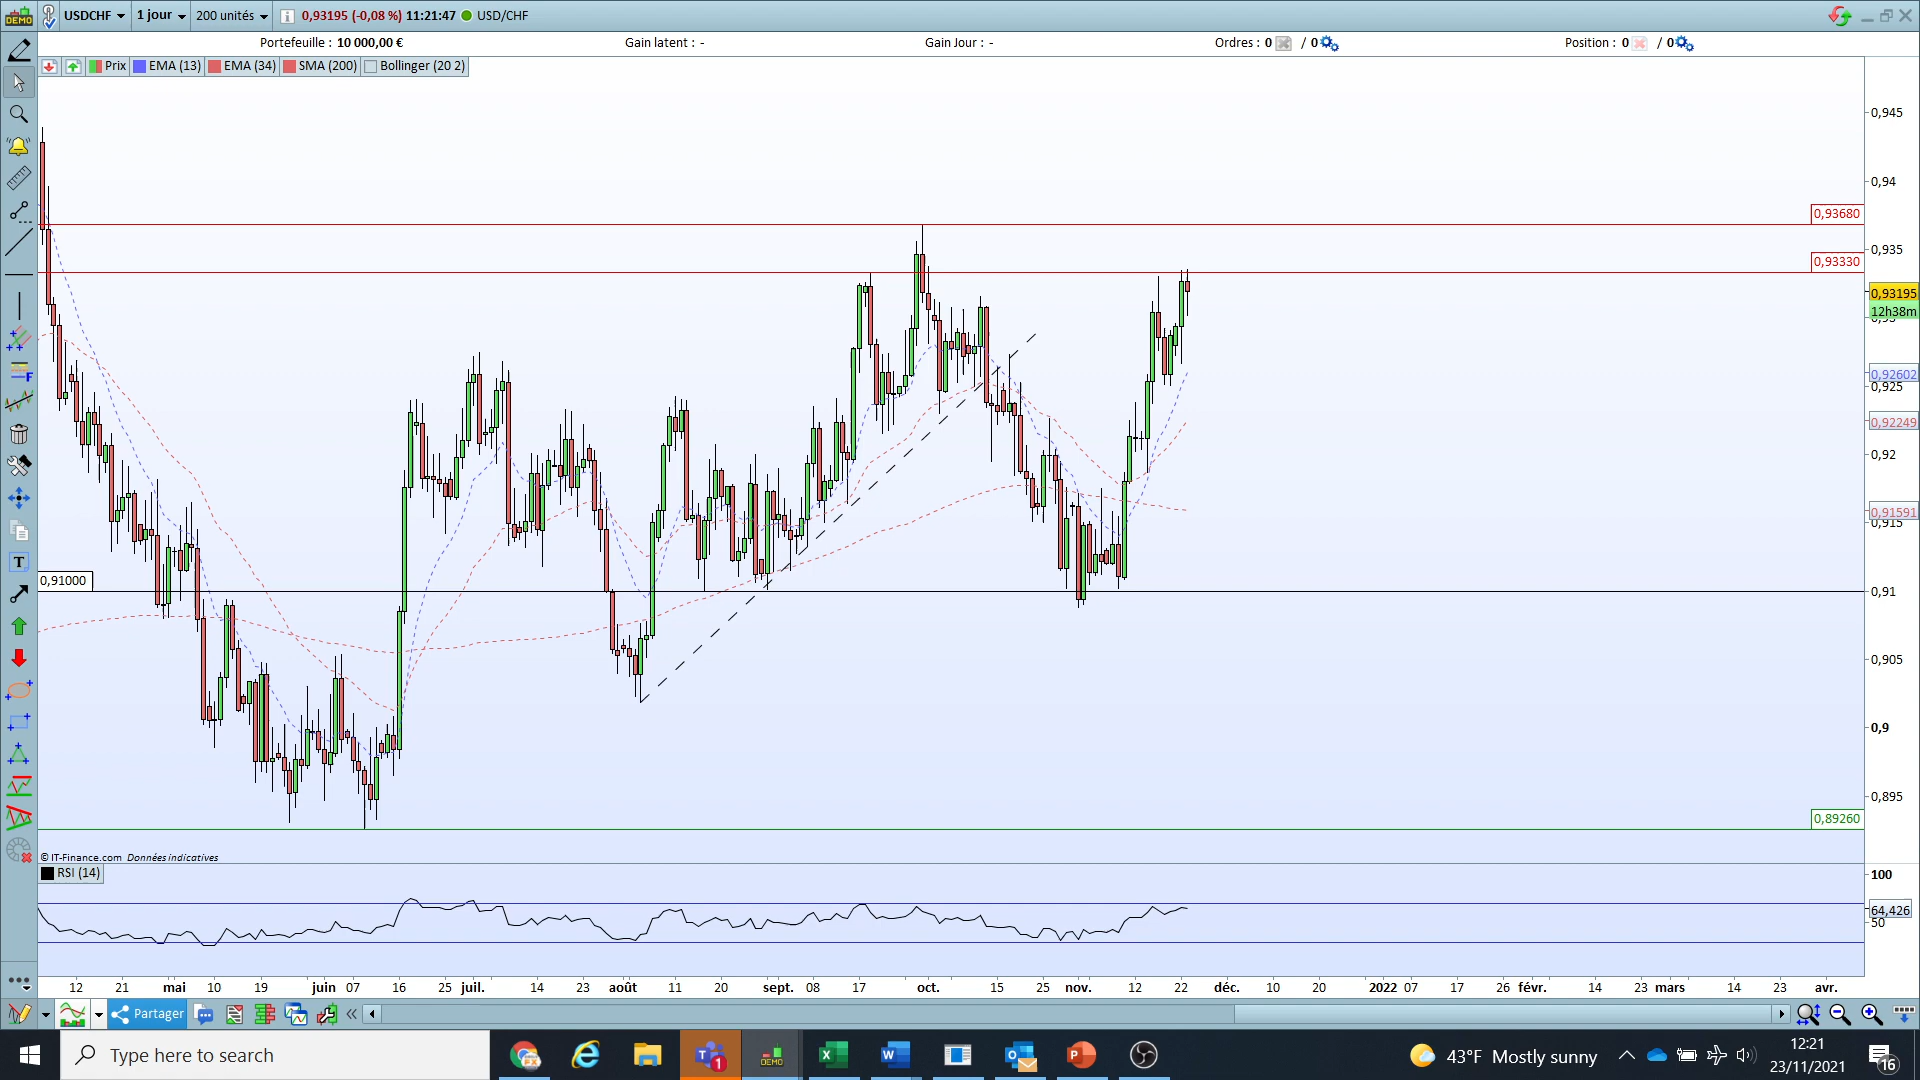 DEMO USDCHF 1 jour 200 unités 0,93195 (-0,08 %) 11:21:47 USD/CHF
Portefeuille : 10 000,00 € Gain latent : - Gain Jour : - Ordres : 0 / 0 Position : 0 / 0
Prix EMA (13) EMA (34) SMA (200) Bollinger (20 2)
0,945
0,94
0,93680
0,935
0,93330
0,93195
12h38m
0,93
0,92602
0,925
0,92249
0,92
0,91591
0,915
0,91000
0,91
0,905
0,9
0,895
0,89260
© IT-Finance.com Données indicatives
RSI (14)
100
64,426
50
12 21 mai 10 19 juin 07 16 25 juil. 14 23 août 11 20 sept. 08 17 oct. 15 25 nov. 12 22 déc. 10 20 2022 07 17 26 févr. 14 23 mars 14 23 avr.
Partager
Type here to search
FX
1
DEMO
43°F Mostly sunny
12:21
23/11/2021
16